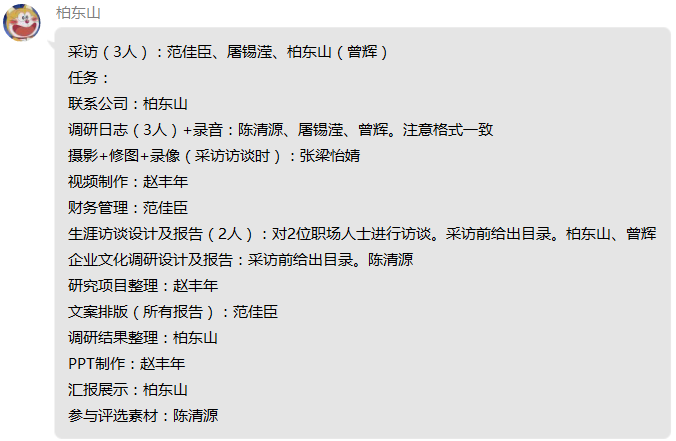 柏东山
采访（3人）：范佳臣、屠锡滢、柏东山（曾辉）
任务：
联系公司：柏东山
调研日志（3人）+录音：陈清源、屠锡滢、曾辉。注意格式一致
摄影+修图+录像（采访访谈时）：张梁怡婧
视频制作：赵丰年
财务管理：范佳臣
生涯访谈设计及报告（2人）：对2位职场人士进行访谈。采访前给出目录。柏东山、曾辉
企业文化调研设计及报告：采访前给出目录。陈清源
研究项目整理：赵丰年
文案排版（所有报告）：范佳臣
调研结果整理：柏东山
PPT制作：赵丰年
汇报展示：柏东山
参与评选素材：陈清源